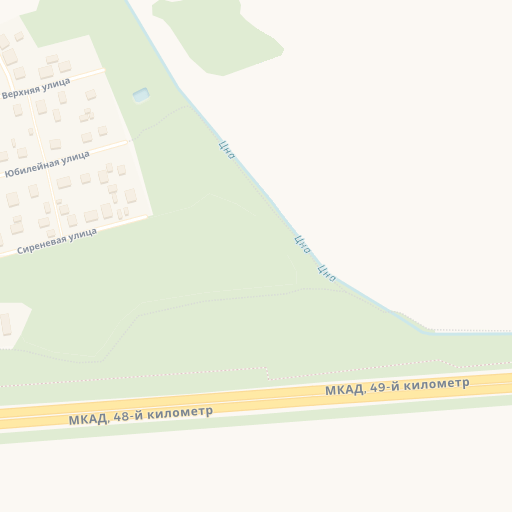 Верхняя улица
Цна
Юбилейная улица
Сиреневая улица
Цна
Цна
МКАД, 49-й километр
МКАД, 48-й километр